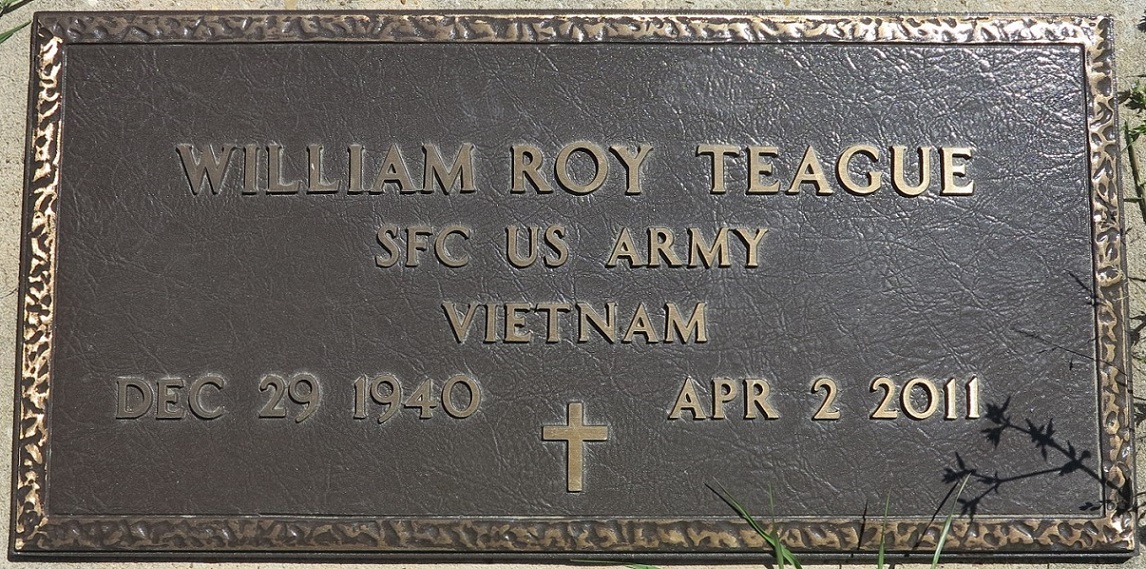 WILLIAM ROY TEAGUE
SFC US ARMY
VIETNAM
DEC 29 1940 APR 2 2011